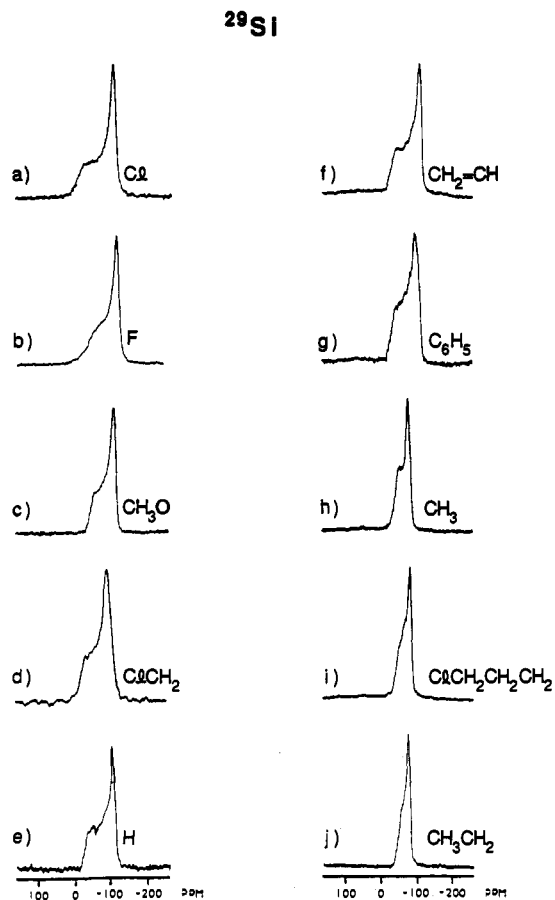 ²⁹Si
a) Cl
b) F
c) CH₃O
d) ClCH₂
e) H
100 0 -100 -200 PPM
f) CH₂=CH
g) C₆H₅
h) CH₃
i) ClCH₂CH₂CH₂
j) CH₃CH₂
100 0 -100 -200 PPM